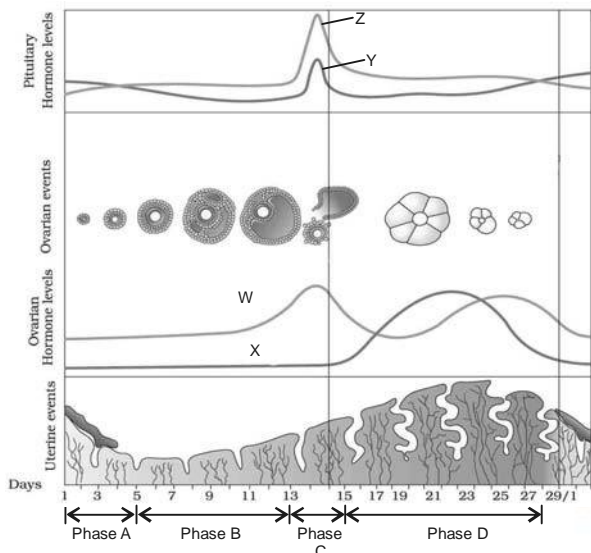 Pituitary
Hormone levels
Z
Y
Ovarian events
Ovarian
Hormone levels
W
X
Uterine events
Days
1 3 5 7 9 11 13 15 17 19 21 23 25 27 29/1
Phase A
Phase B
Phase
C
Phase D